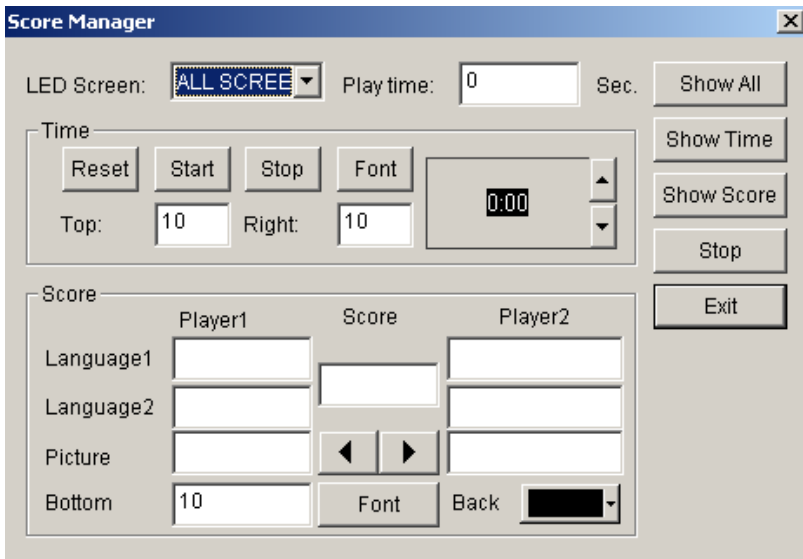 Score Manager
LED Screen: ALL SCREE Play time: 0 Sec. Show All
Time
Show Time
Reset Start Stop Font
0:00
Show Score
Top: 10 Right: 10
Stop
Score
Exit
Player1 Score Player2
Language1
Language2
Picture
Bottom 10 Font Back